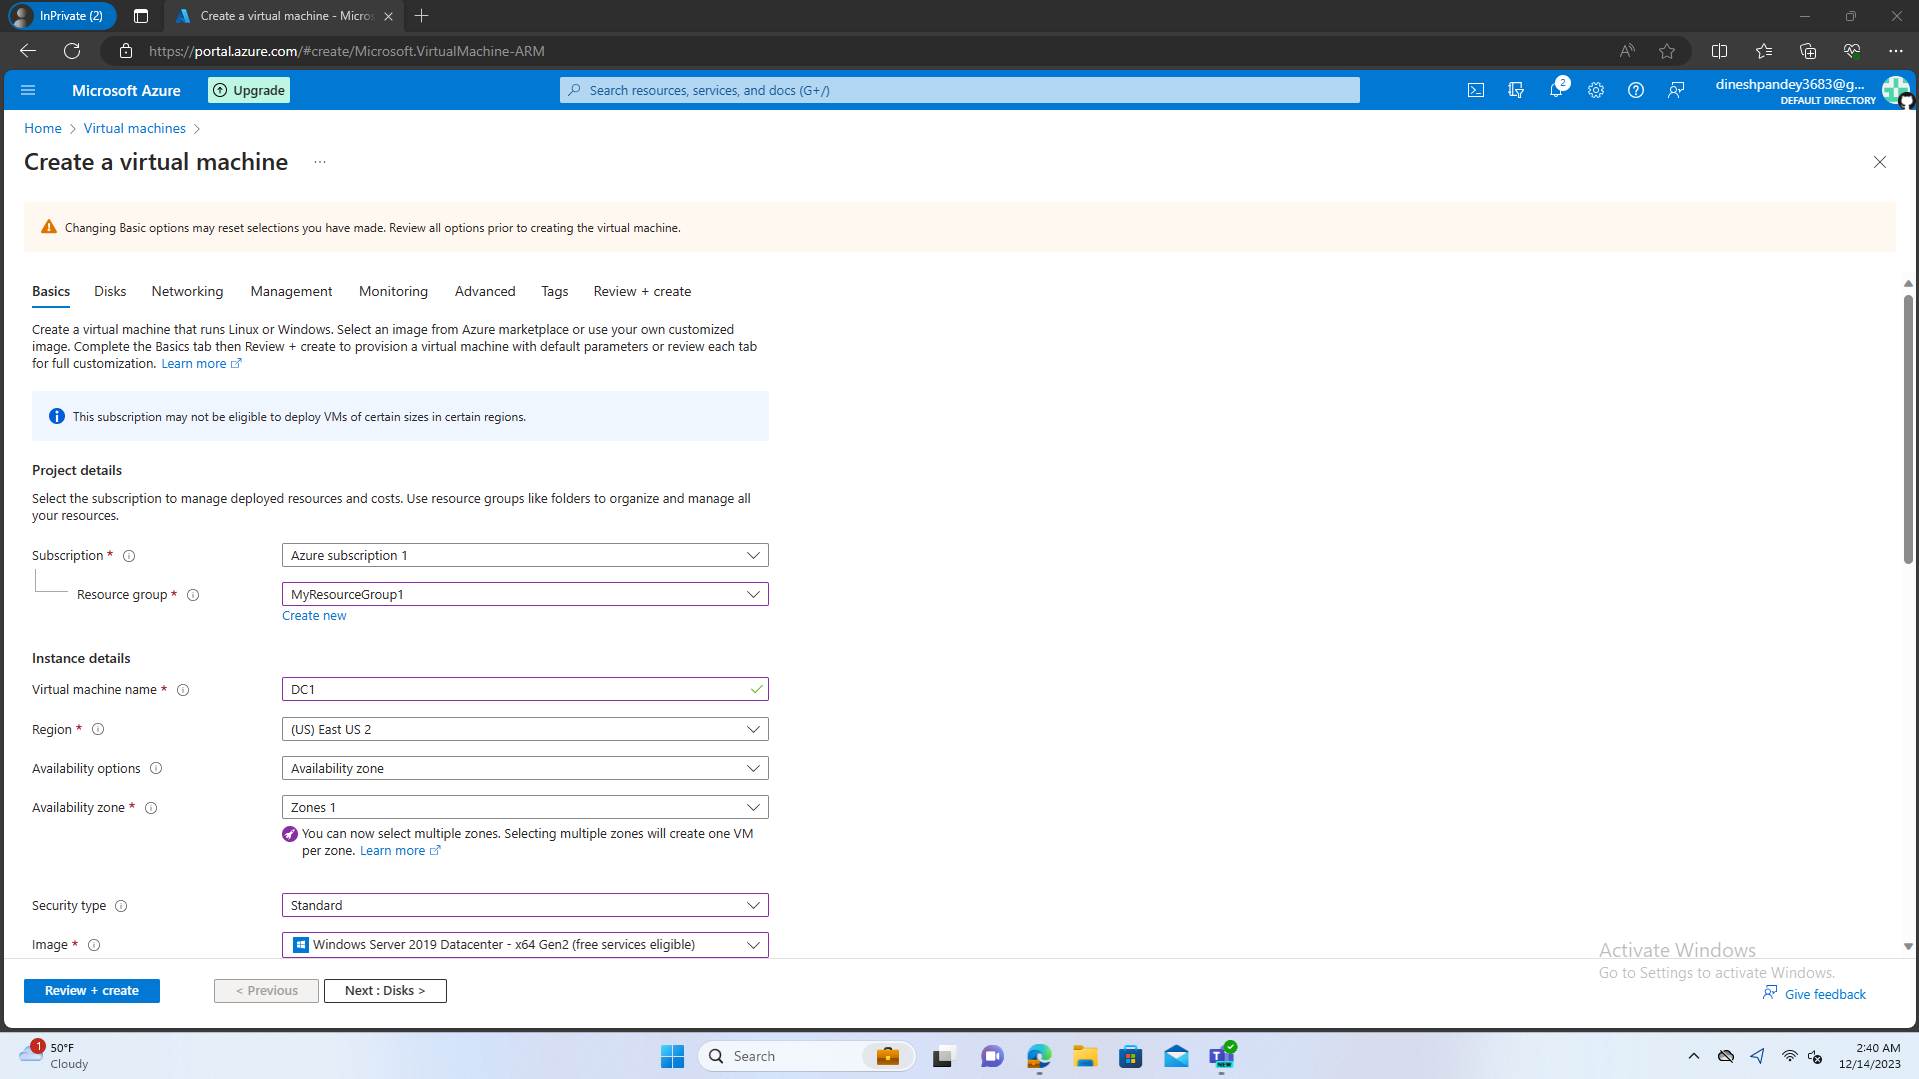 InPrivate (2)
Create a virtual machine - Micros
https://portal.azure.com/#create/Microsoft.VirtualMachine-ARM
Microsoft Azure
Upgrade
Search resources, services, and docs (G+/)
2
dineshpandey3683@g...
DEFAULT DIRECTORY
Home > Virtual machines >
Create a virtual machine ...
Changing Basic options may reset selections you have made. Review all options prior to creating the virtual machine.
Basics Disks Networking Management Monitoring Advanced Tags Review + create
Create a virtual machine that runs Linux or Windows. Select an image from Azure marketplace or use your own customized
image. Complete the Basics tab then Review + create to provision a virtual machine with default parameters or review each tab
for full customization. Learn more
This subscription may not be eligible to deploy VMs of certain sizes in certain regions.
Project details
Select the subscription to manage deployed resources and costs. Use resource groups like folders to organize and manage all
your resources.
Subscription * Azure subscription 1
Resource group * MyResourceGroup1
Create new
Instance details
Virtual machine name * DC1
Region * (US) East US 2
Availability options Availability zone
Availability zone * Zones 1
You can now select multiple zones. Selecting multiple zones will create one VM
per zone. Learn more
Security type Standard
Image * Windows Server 2019 Datacenter - x64 Gen2 (free services eligible)
Activate Windows
Go to Settings to activate Windows.
Review + create < Previous Next : Disks >
Give feedback
1
50°F
Cloudy
Search
NEW
2:40 AM
12/14/2023